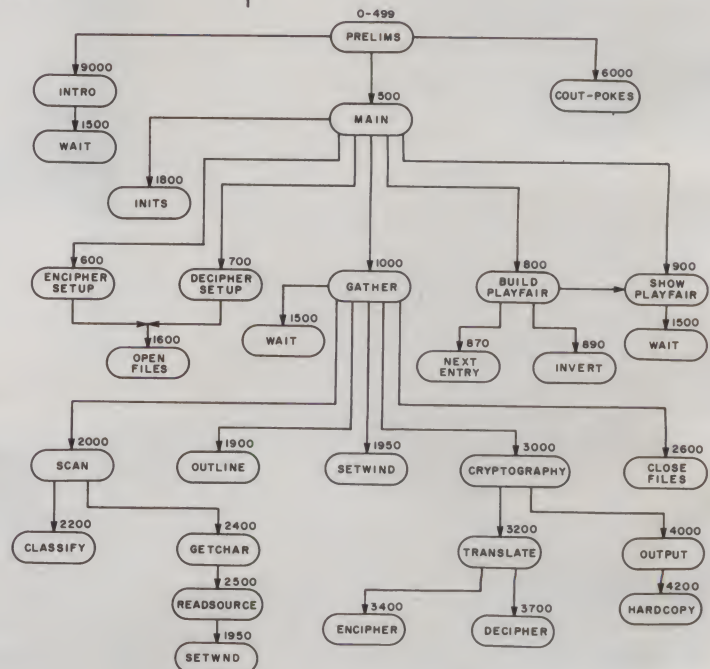 0-499
PRELIMS
9000
INTRO
6000
COUT-POKES
500
MAIN
1500
WAIT
1800
INITS
600
ENCIPHER
SETUP
700
DECIPHER
SETUP
1000
GATHER
800
BUILD
PLAYFAIR
900
SHOW
PLAYFAIR
1500
WAIT
1600
OPEN
FILES
870
NEXT
ENTRY
890
INVERT
1500
WAIT
2000
SCAN
1900
OUTLINE
1950
SETWIND
3000
CRYPTOGRAPHY
2600
CLOSE
FILES
2200
CLASSIFY
2400
GETCHAR
3200
TRANSLATE
4000
OUTPUT
2500
READSOURCE
3400
ENCIPHER
3700
DECIPHER
4200
HARDCOPY
1950
SETWND